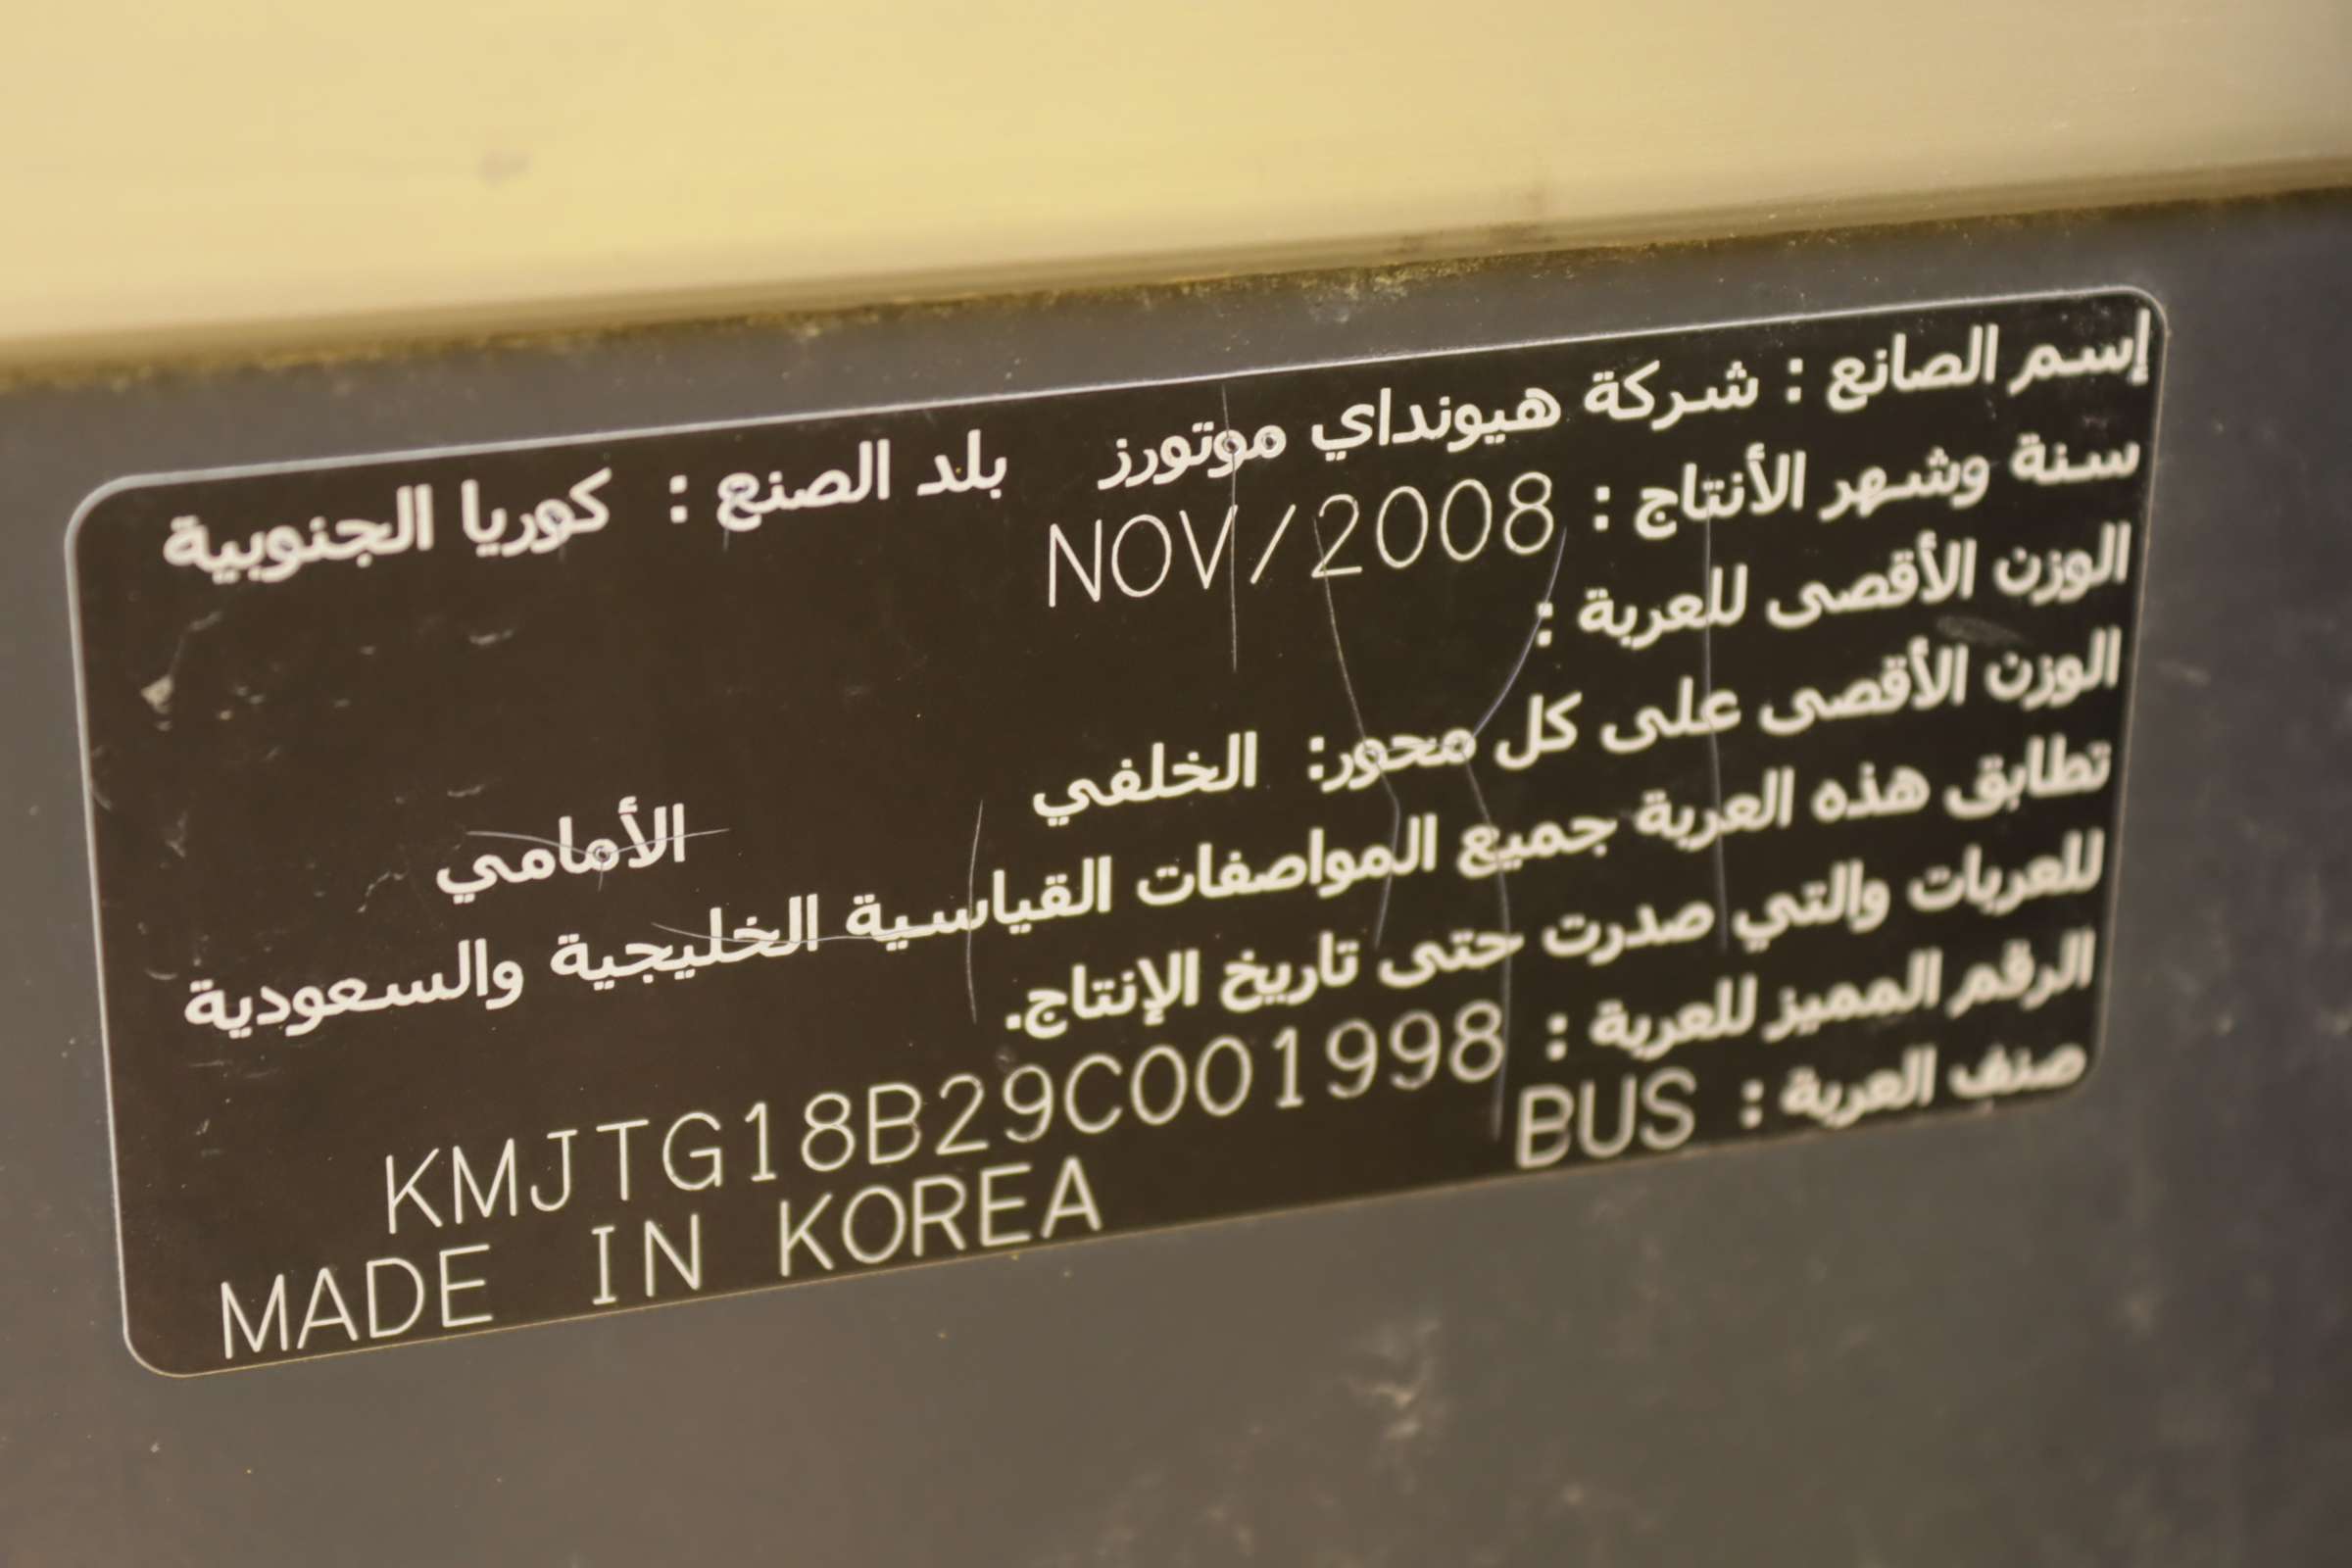 إسم الصانع : شركة هيونداي موتورز بلد الصنع : كوريا الجنوبية
سنة وشهر الأنتاج : NOV/2008
الوزن الأقصى للعربة :
الوزن الأقصى على كل محور: الخلفي الأمامي
تطابق هذه العربة جميع المواصفات القياسية الخليجية والسعودية
للعربات والتي صدرت حتى تاريخ الإنتاج.
الرقم المميز للعربة : KMJTG18B29C001998
صنف العربة : BUS MADE IN KOREA